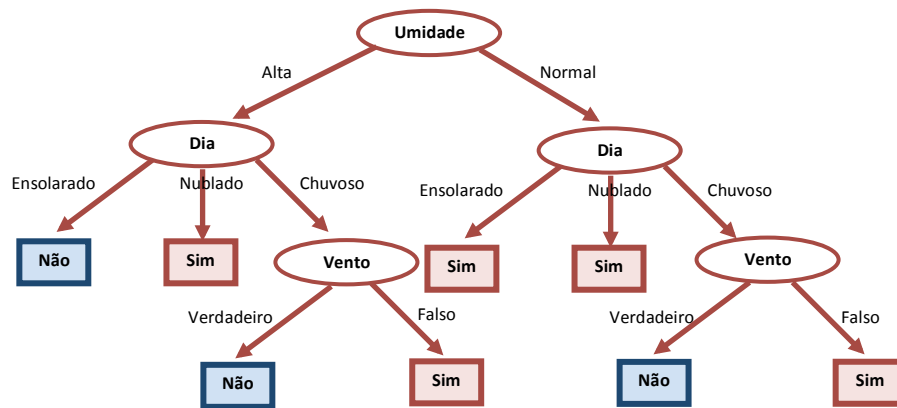 Umidade
Alta
Normal
Dia
Dia
Ensolarado
Nublado
Chuvoso
Ensolarado
Nublado
Chuvoso
Não
Sim
Vento
Sim
Sim
Vento
Verdadeiro
Falso
Verdadeiro
Falso
Não
Sim
Não
Sim